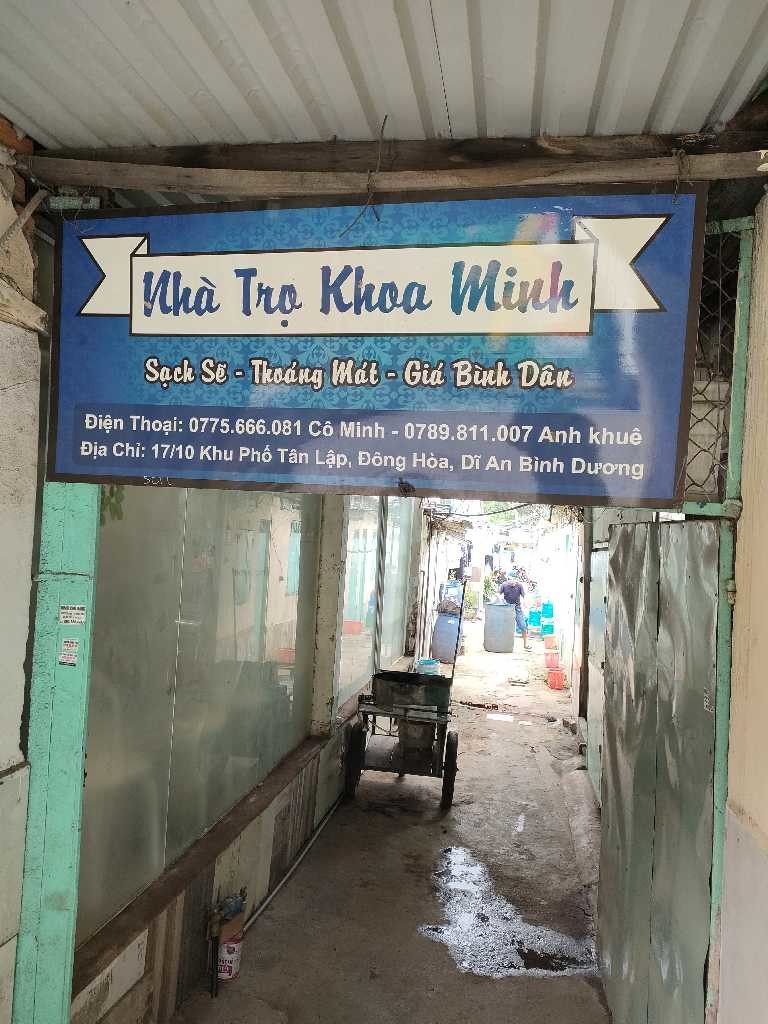 Nhà Trọ Khoa Minh
Sạch Sẽ - Thoáng Mát - Giá Bình Dân
Điện Thoại: 0775.666.081 Cô Minh - 0789.811.007 Anh khuê
Địa Chỉ: 17/10 Khu Phố Tân Lập, Đông Hòa, Dĩ An Bình Dương